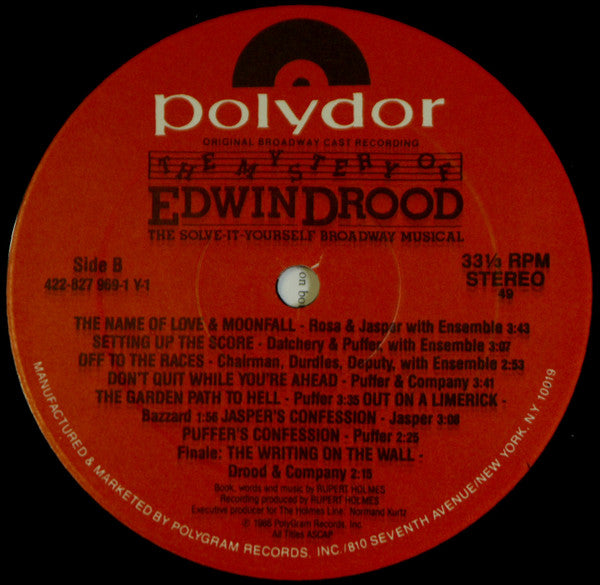 polydor
ORIGINAL BROADWAY CAST RECORDING
THE MYSTERY OF
EDWIN DROOD
THE SOLVE-IT-YOURSELF BROADWAY MUSICAL
Side B
422-827 969-1 Y-1
33⅓ RPM
STEREO
49
on
THE NAME OF LOVE & MOONFALL - Rosa & Jasper with Ensemble 3:43
SETTING UP THE SCORE - Datchery & Puffer, with Ensemble 3:07
OFF TO THE RACES - Chairman, Durdles, Deputy, with Ensemble 2:53
DON'T QUIT WHILE YOU'RE AHEAD - Puffer & Company 3:41
THE GARDEN PATH TO HELL - Puffer 3:35 OUT ON A LIMERICK -
Bazzard 1:56 JASPER'S CONFESSION - Jasper 3:08
PUFFER'S CONFESSION - Puffer 2:25
Finale: THE WRITING ON THE WALL -
Drood & Company 2:15
Book, words and music by RUPERT HOLMES
Recording produced by RUPERT HOLMES
Executive producer for The Holmes Line: Normand Kurtz
1986 PolyGram Records, Inc.
All Titles ASCAP
MANUFACTURED & MARKETED BY POLYGRAM RECORDS, INC./810 SEVENTH AVENUE/NEW YORK, NY 10019